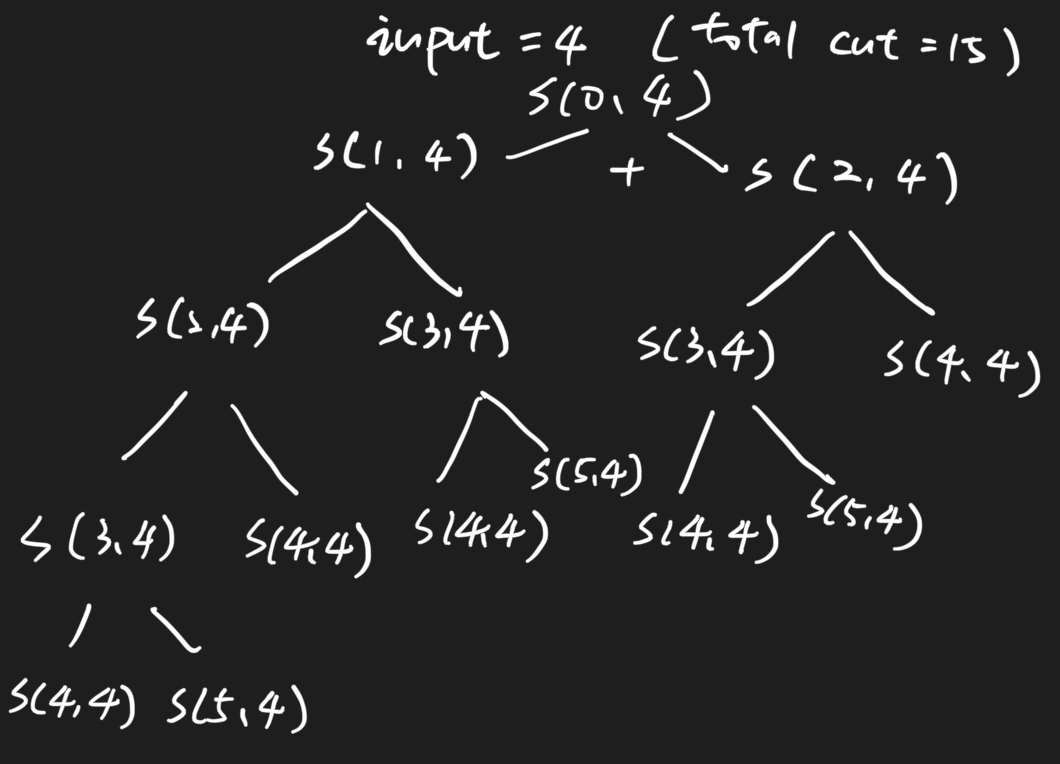 input = 4 (total cut = 15)
S(0, 4)
S(1, 4) + S(2, 4)
S(2,4) S(3,4) S(3,4) S(4, 4)
S(3,4) S(4,4) S(4,4) S(5,4) S(4,4) S(5,4)
S(4,4) S(5,4)